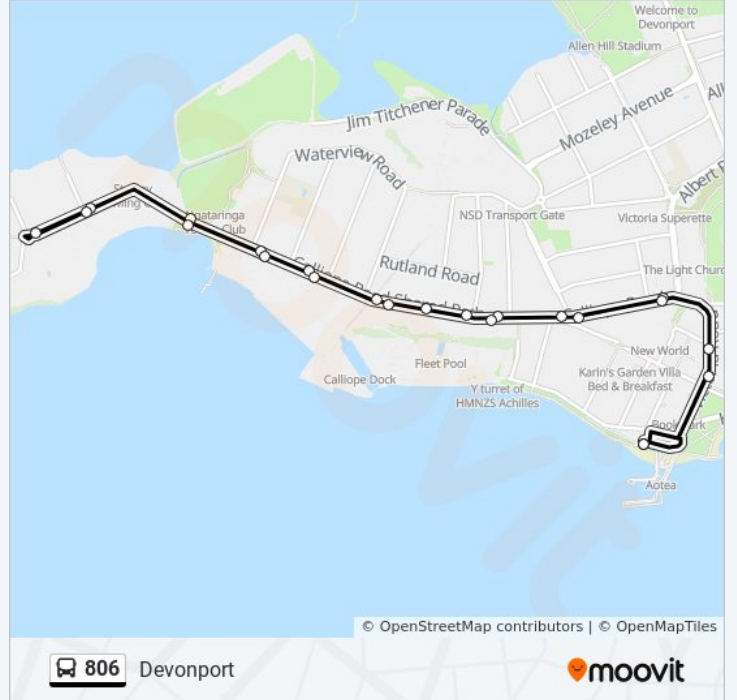 Welcome to
Devonport
Allen Hill Stadium
Jim Titchener Parade
Mozeley Avenue
Waterview Road
Albert
NSD Transport Gate
Victoria Superette
Club
Rutland Road
The Light Churc
New World
Fleet Pool
Karin's Garden Villa
Bed & Breakfast
Calliope Dock
Y turret of
HMNZS Achilles
Aotea
© OpenStreetMap contributors | © OpenMapTiles
806 Devonport
moovit